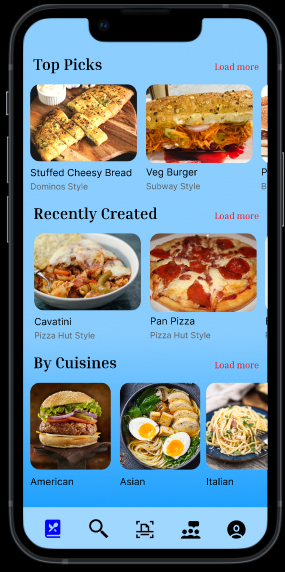 Top Picks
Load more
Stuffed Cheesy Bread
Veg Burger
Dominos Style
Subway Style
Recently Created
Load more
Cavatini
Pan Pizza
Pizza Hut Style
Pizza Hut Style
By Cuisines
Load more
American
Asian
Italian